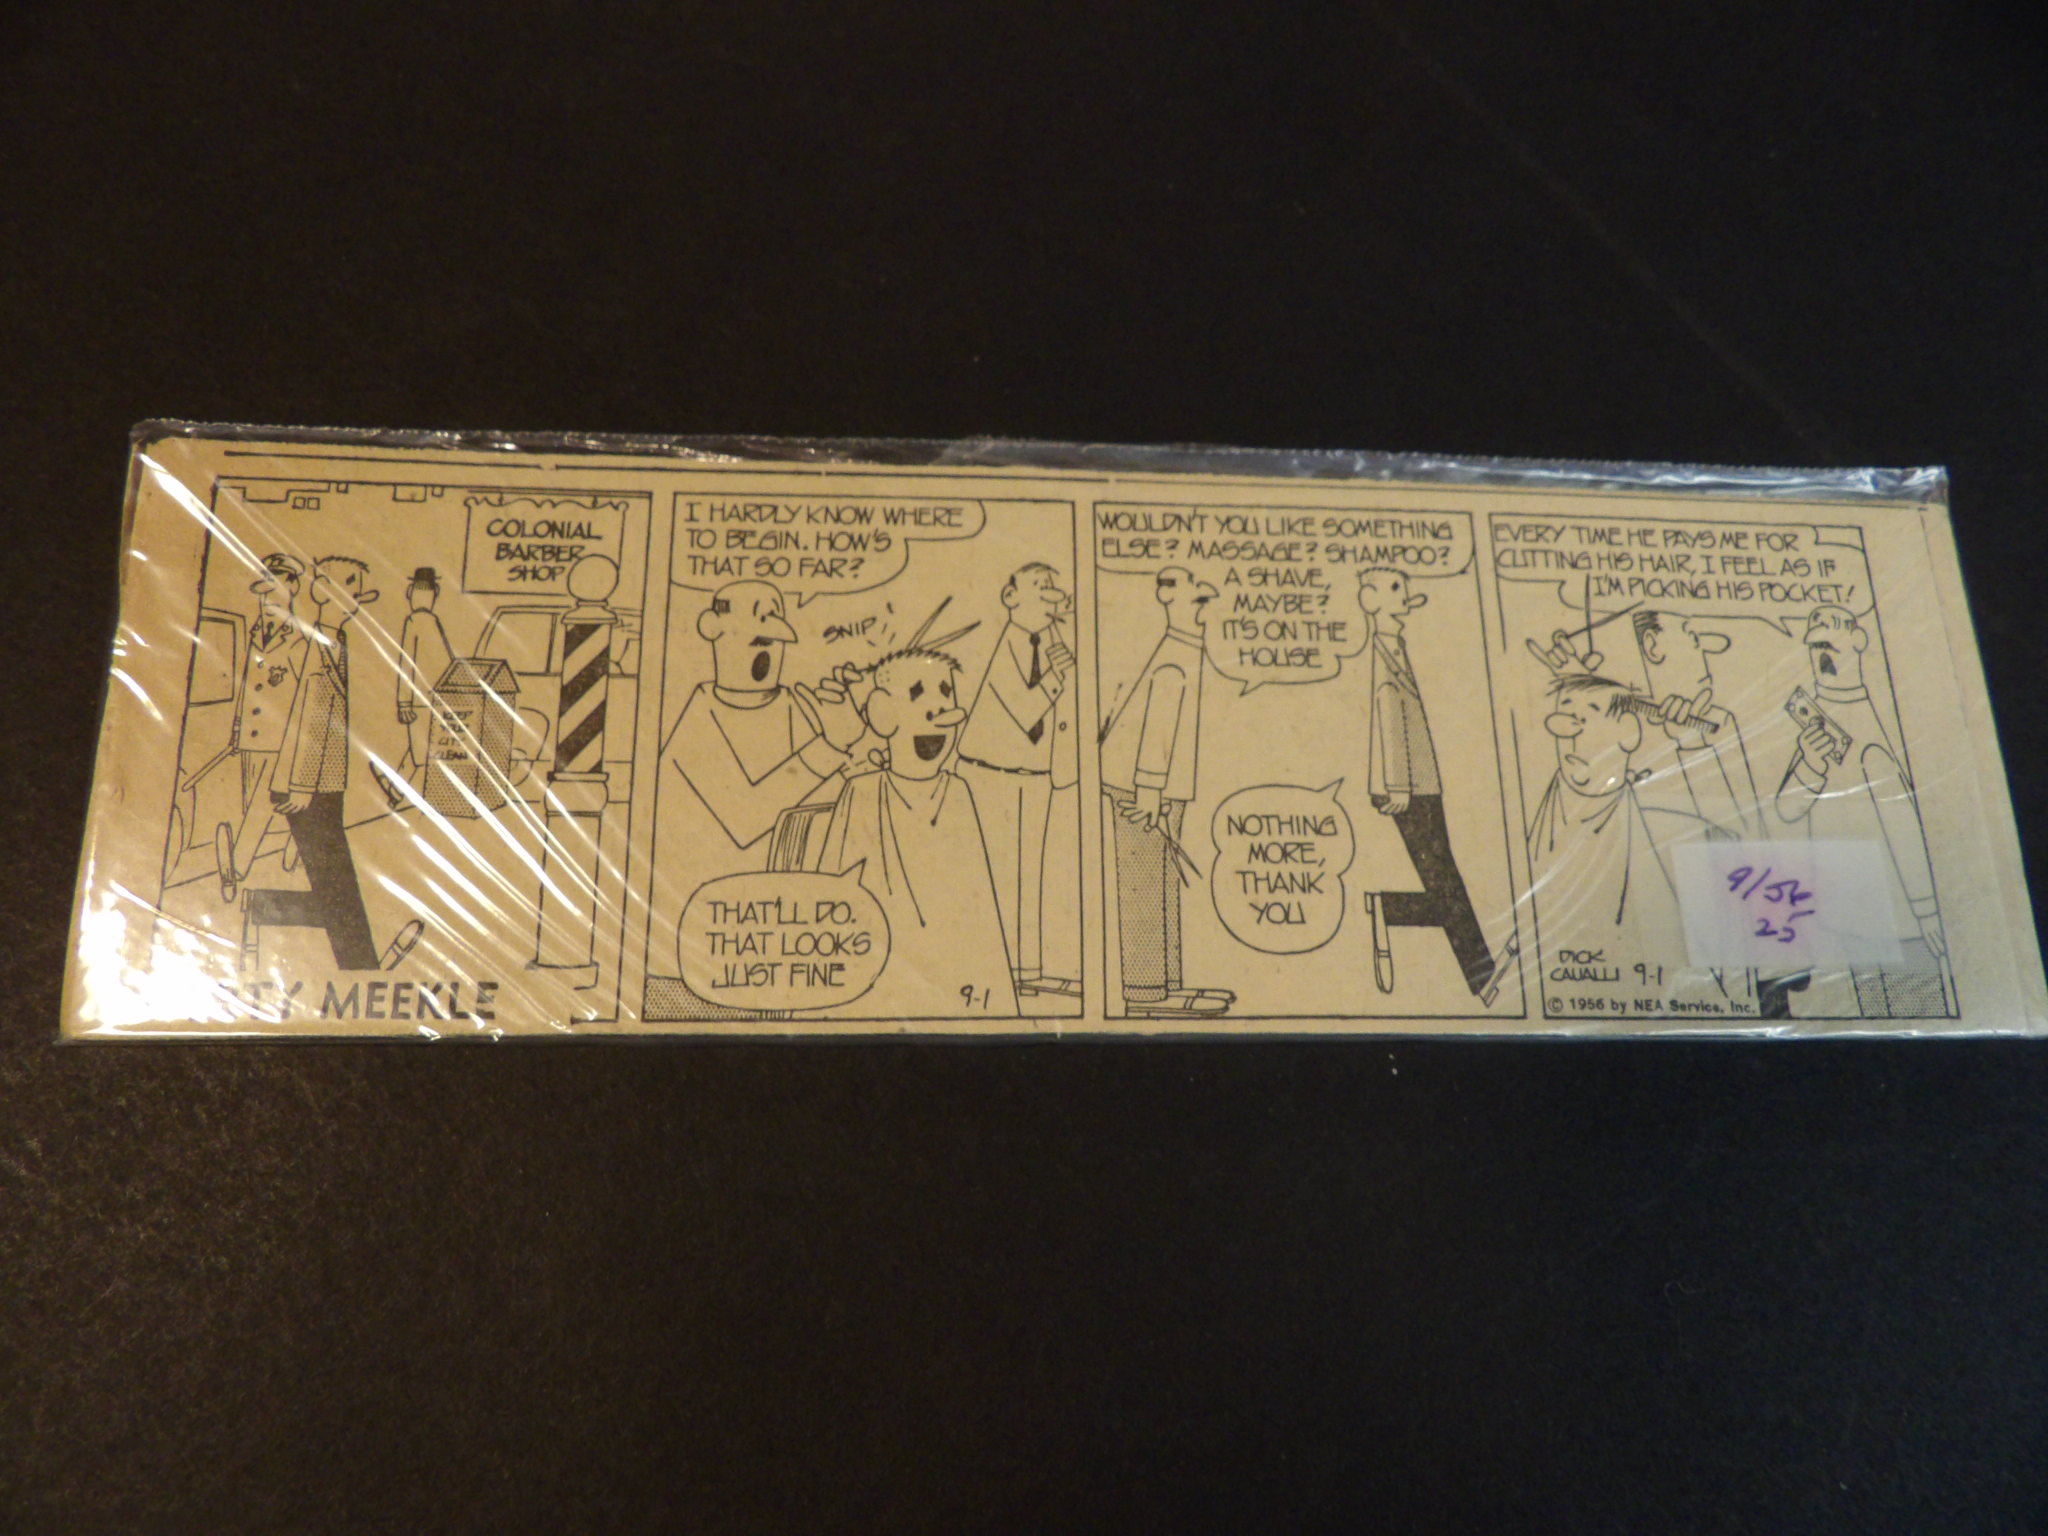 COLONIAL
BARBER
SHOP
CLEAN
MEEKLE
I HARDLY KNOW WHERE
TO BEGIN. HOW'S
THAT SO FAR?
SNIP
THAT'LL DO.
THAT LOOKS
JUST FINE
9-1
WOULDN'T YOU LIKE SOMETHING
ELSE? MASSAGE? SHAMPOO?
A SHAVE,
MAYBE?
IT'S ON THE
HOUSE
NOTHING
MORE,
THANK
YOU
EVERY TIME HE PAYS ME FOR
CUTTING HIS HAIR, I FEEL AS IF
I'M PICKING HIS POCKET!
9/56
25
DICK
CAVALLI 9-1
© 1956 by NEA Service, Inc.